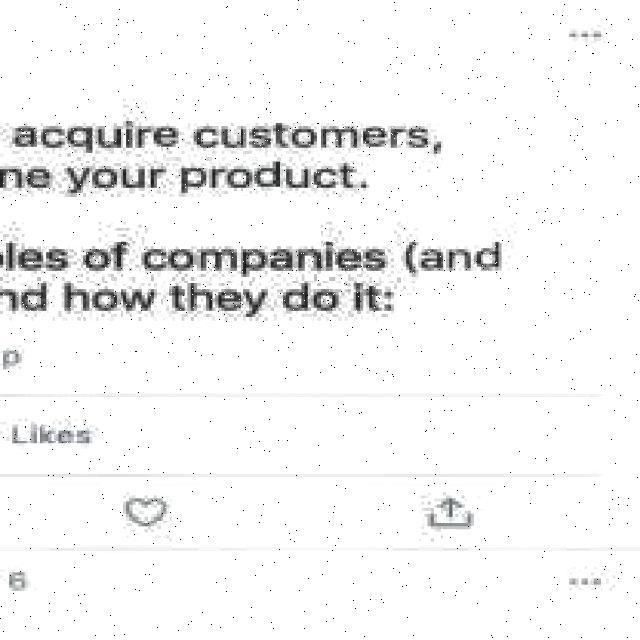 acquire customers,
ne your product.
les of companies (and
nd how they do it:
p
Likes
6